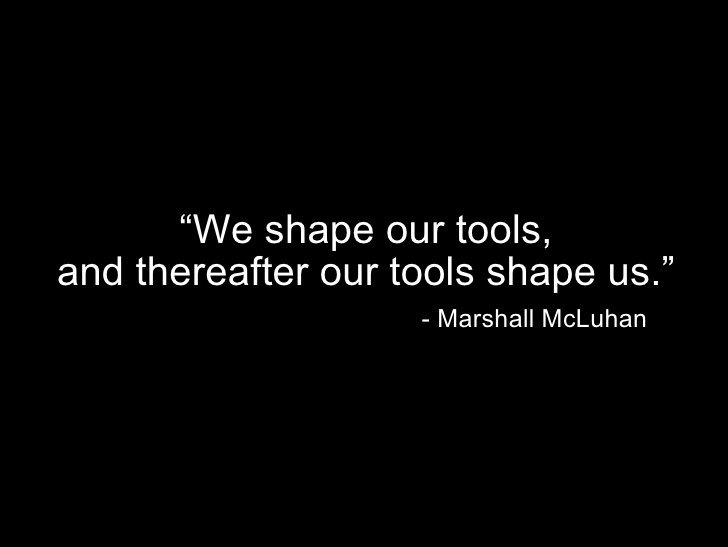 “We shape our tools,
and thereafter our tools shape us.”
- Marshall McLuhan